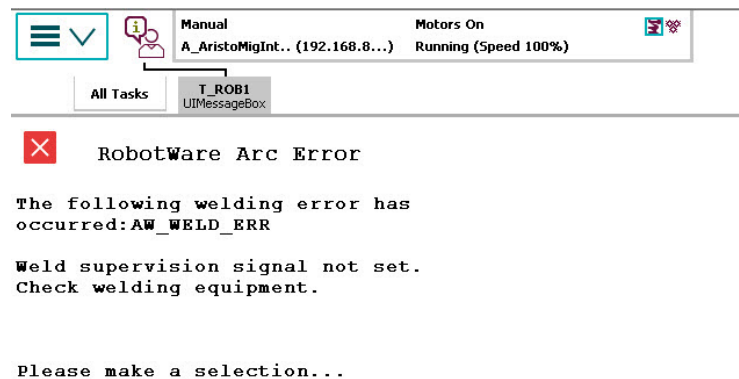 Manual
Motors On
A_AristoMigInt.. (192.168.8...)
Running (Speed 100%)
All Tasks
T_ROB1
UIMessageBox
RobotWare Arc Error
The following welding error has
occurred:AW_WELD_ERR
Weld supervision signal not set.
Check welding equipment.
Please make a selection...